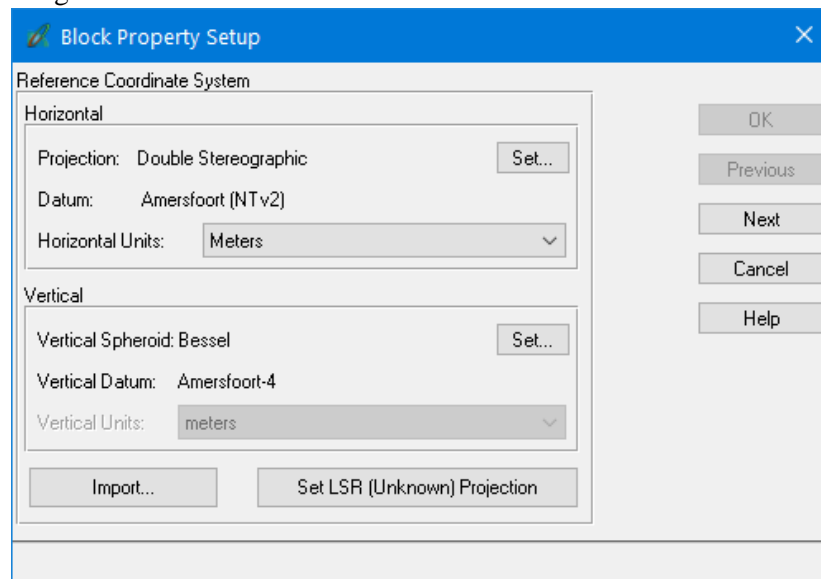 Block Property Setup
Reference Coordinate System
Horizontal
Projection: Double Stereographic Set...
Datum: Amersfoort (NTv2)
Horizontal Units: Meters
Vertical
Vertical Spheroid: Bessel Set...
Vertical Datum: Amersfoort-4
Vertical Units: meters
Import... Set LSR (Unknown) Projection
OK
Previous
Next
Cancel
Help